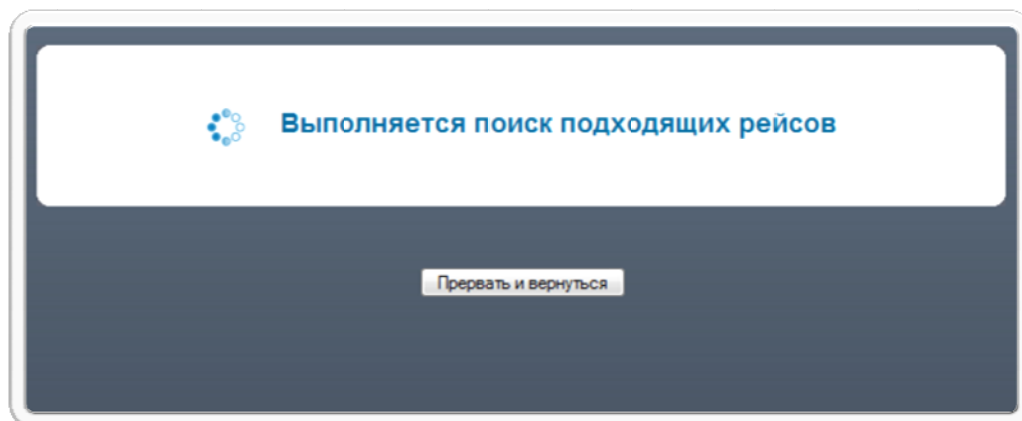 Выполняется поиск подходящих рейсов
Прервать и вернуться